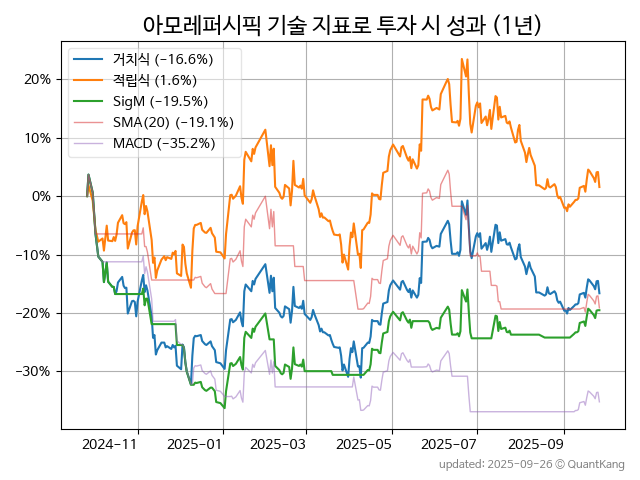 아모레퍼시픽 기술 지표로 투자 시 성과 (1년)
거치식 (−16.6%)
적립식 (1.6%)
SigM (−19.5%)
SMA(20) (−19.1%)
MACD (−35.2%)
20%
10%
0%
−10%
−20%
−30%
2024-11
2025-01
2025-03
2025-05
2025-07
2025-09
updated: 2025-09-26 © QuantKang